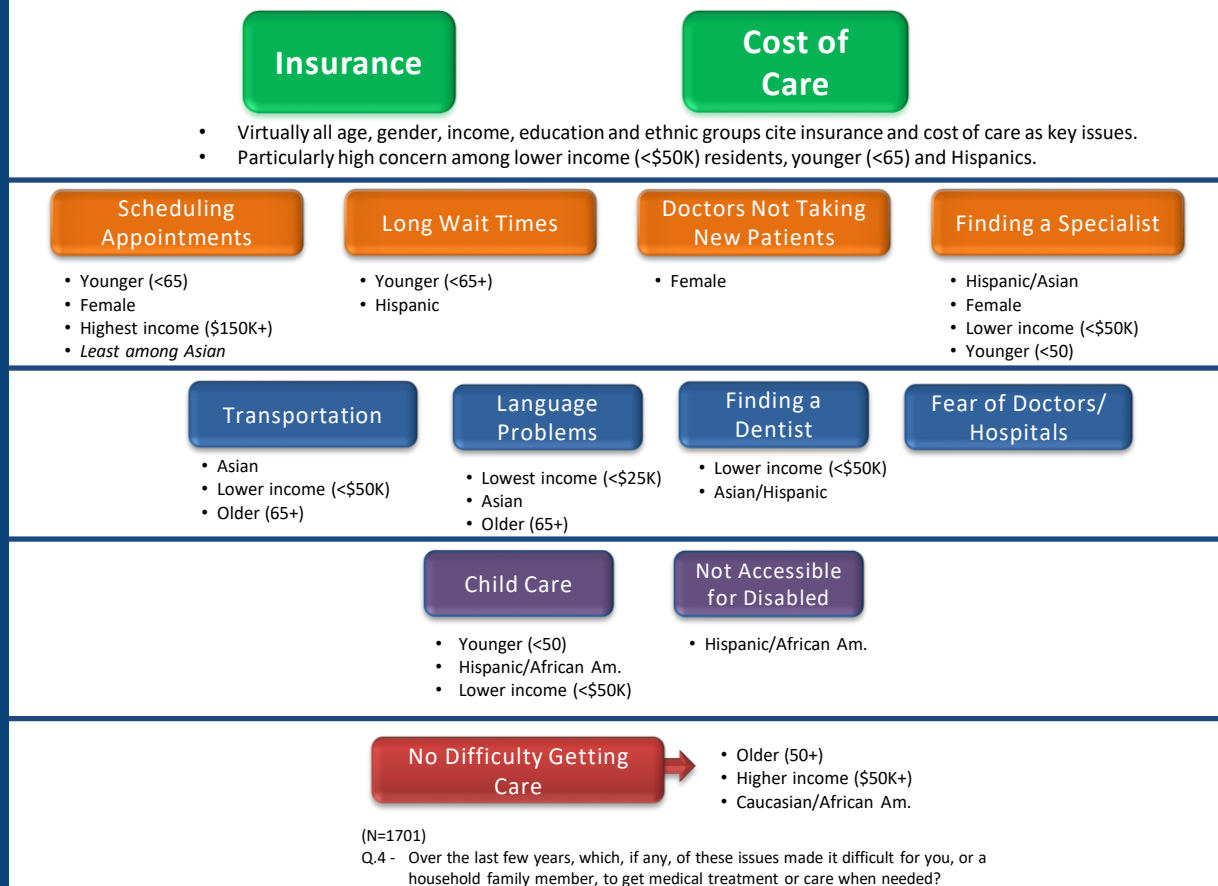 Insurance
Cost of
Care
• Virtually all age, gender, income, education and ethnic groups cite insurance and cost of care as key issues.
• Particularly high concern among lower income (<$50K) residents, younger (<65) and Hispanics.
Scheduling
Appointments
• Younger (<65)
• Female
• Highest income ($150K+)
• Least among Asian
Long Wait Times
• Younger (<65+)
• Hispanic
Doctors Not Taking
New Patients
• Female
Finding a Specialist
• Hispanic/Asian
• Female
• Lower income (<$50K)
• Younger (<50)
Transportation
• Asian
• Lower income (<$50K)
• Older (65+)
Language
Problems
• Lowest income (<$25K)
• Asian
• Older (65+)
Finding a
Dentist
• Lower income (<$50K)
• Asian/Hispanic
Fear of Doctors/
Hospitals
Child Care
• Younger (<50)
• Hispanic/African Am.
• Lower income (<$50K)
Not Accessible
for Disabled
• Hispanic/African Am.
No Difficulty Getting
Care
• Older (50+)
• Higher income ($50K+)
• Caucasian/African Am.
(N=1701)
Q.4 - Over the last few years, which, if any, of these issues made it difficult for you, or a
household family member, to get medical treatment or care when needed?